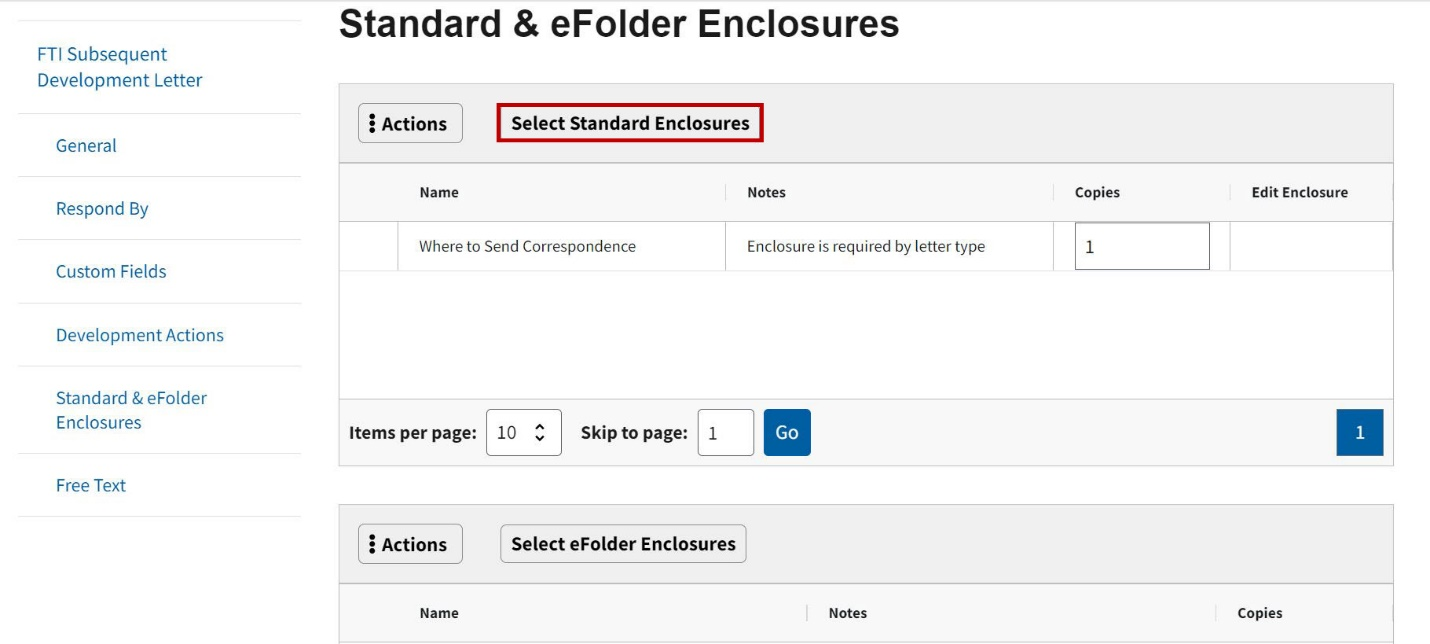 Standard & eFolder Enclosures
FTI Subsequent
Development Letter
General
Respond By
Custom Fields
Development Actions
Standard & eFolder
Enclosures
Free Text
Actions Select Standard Enclosures
Name Notes Copies Edit Enclosure
Where to Send Correspondence Enclosure is required by letter type 1
Items per page: 10 Skip to page: 1 Go 1
Actions Select eFolder Enclosures
Name Notes Copies